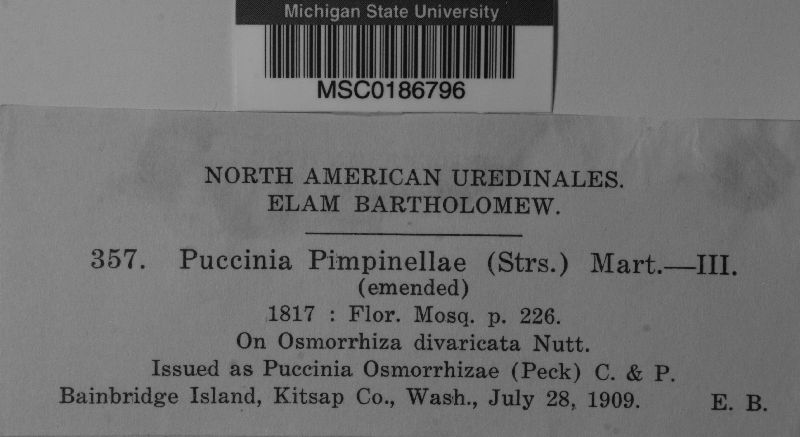 Michigan State University
MSC0186796
NORTH AMERICAN UREDINALES.
ELAM BARTHOLOMEW.
357. Puccinia Pimpinellae (Strs.) Mart.—III.
(emended)
1817 : Flor. Mosq. p. 226.
On Osmorrhiza divaricata Nutt.
Issued as Puccinia Osmorrhizae (Peck) C. & P.
Bainbridge Island, Kitsap Co., Wash., July 28, 1909. E. B.